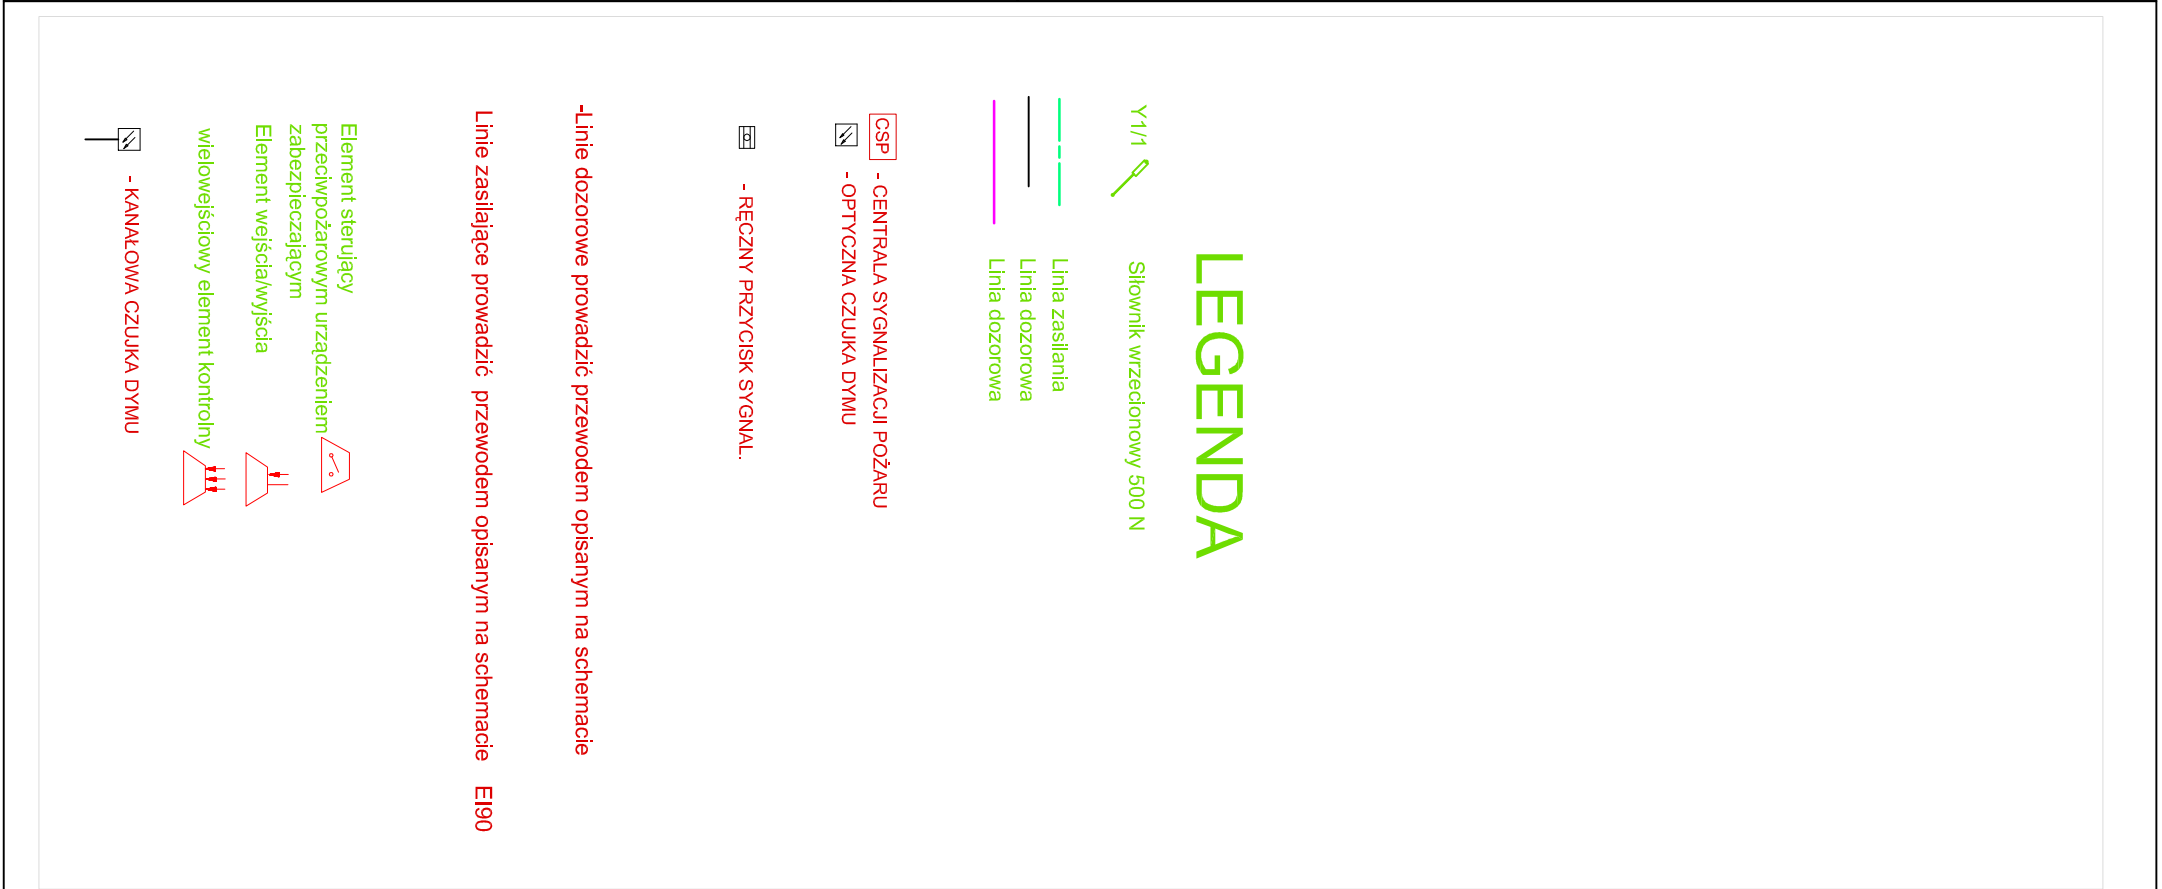 LEGENDA
Y1/1 Siłownik wrzecionowy 500 N
Linia zasilania
Linia dozorowa
Linia dozorowa
CSP - CENTRALA SYGNALIZACJI POŻARU
- OPTYCZNA CZUJKA DYMU
- RĘCZNY PRZYCISK SYGNAL.
-Linie dozorowe prowadzić przewodem opisanym na schemacie
Linie zasilające prowadzić przewodem opisanym na schemacie EI90
Element sterujący
przeciwpożarowym urządzeniem
zabezpieczającym
Element wejścia/wyjścia
wielowejściowy element kontrolny
- KANAŁOWA CZUJKA DYMU